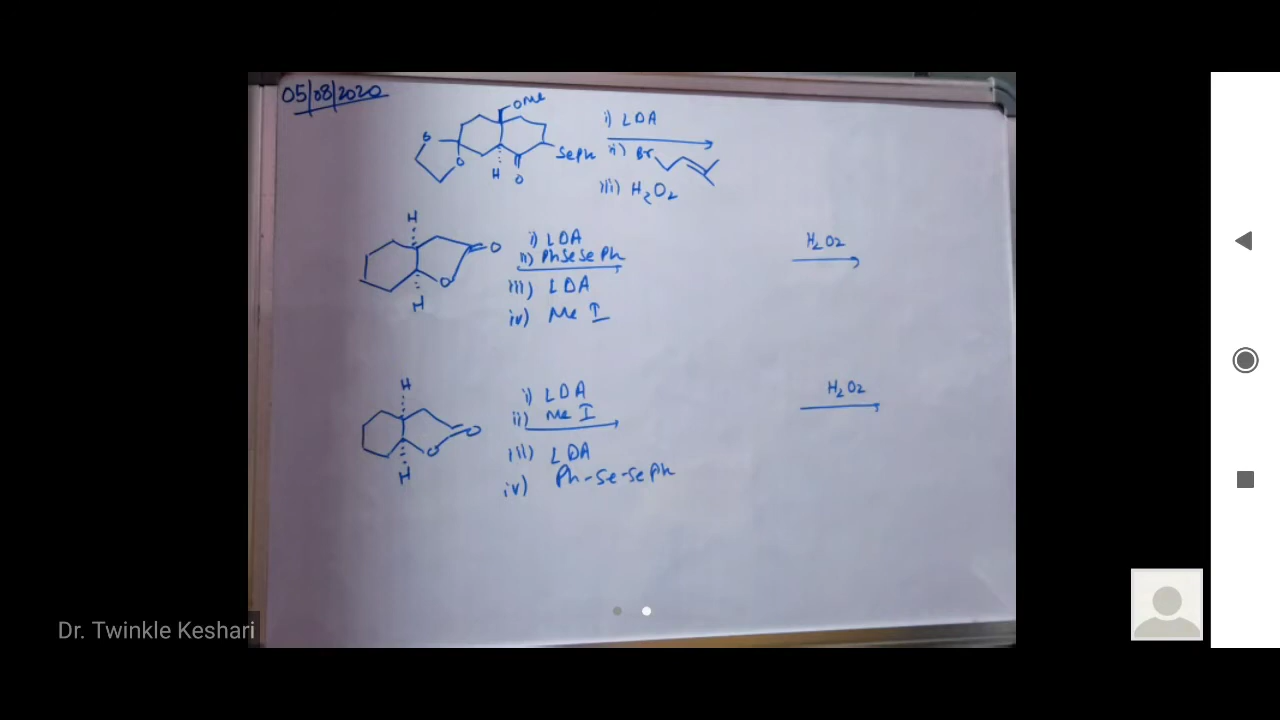 05/08/2020
OMe
i) LDA
S
O
SePh
ii) Br
H
O
iii) H2O2
H
i) LDA
H2O2
O
ii) PhSeSePh
O
iii) LDA
H
iv) Me I
H
i) LDA
H2O2
ii) Me I
O
O
iii) LDA
H
iv) Ph-Se-SePh
Dr. Twinkle Keshari